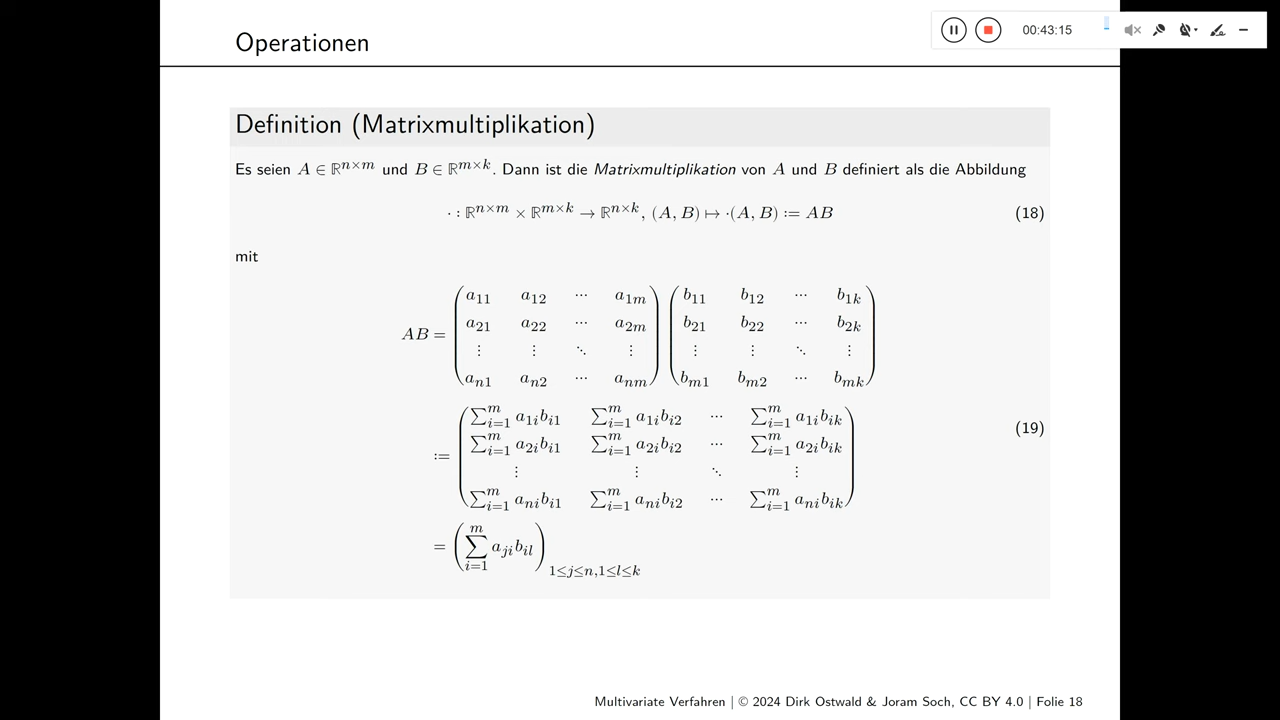 Operationen
00:43:15
Definition (Matrixmultiplikation)
Es seien A ∈ ℝ^{n×m} und B ∈ ℝ^{m×k}. Dann ist die Matrixmultiplikation von A und B definiert als die Abbildung
· : ℝ^{n×m} × ℝ^{m×k} → ℝ^{n×k}, (A, B) ↦ ·(A, B) := AB (18)
mit
AB = ( a_{11} a_{12} ⋯ a_{1m} ) ( b_{11} b_{12} ⋯ b_{1k} )
a_{21} a_{22} ⋯ a_{2m} b_{21} b_{22} ⋯ b_{2k}
⋮ ⋮ ⋱ ⋮ ⋮ ⋮ ⋱ ⋮
a_{n1} a_{n2} ⋯ a_{nm} b_{m1} b_{m2} ⋯ b_{mk}
:= ( ∑_{i=1}^{m} a_{1i}b_{i1} ∑_{i=1}^{m} a_{1i}b_{i2} ⋯ ∑_{i=1}^{m} a_{1i}b_{ik} ) (19)
∑_{i=1}^{m} a_{2i}b_{i1} ∑_{i=1}^{m} a_{2i}b_{i2} ⋯ ∑_{i=1}^{m} a_{2i}b_{ik}
⋮ ⋮ ⋱ ⋮
∑_{i=1}^{m} a_{ni}b_{i1} ∑_{i=1}^{m} a_{ni}b_{i2} ⋯ ∑_{i=1}^{m} a_{ni}b_{ik}
= ( ∑_{i=1}^{m} a_{ji}b_{il} )_{1≤j≤n,1≤l≤k}
Multivariate Verfahren | © 2024 Dirk Ostwald & Joram Soch, CC BY 4.0 | Folie 18